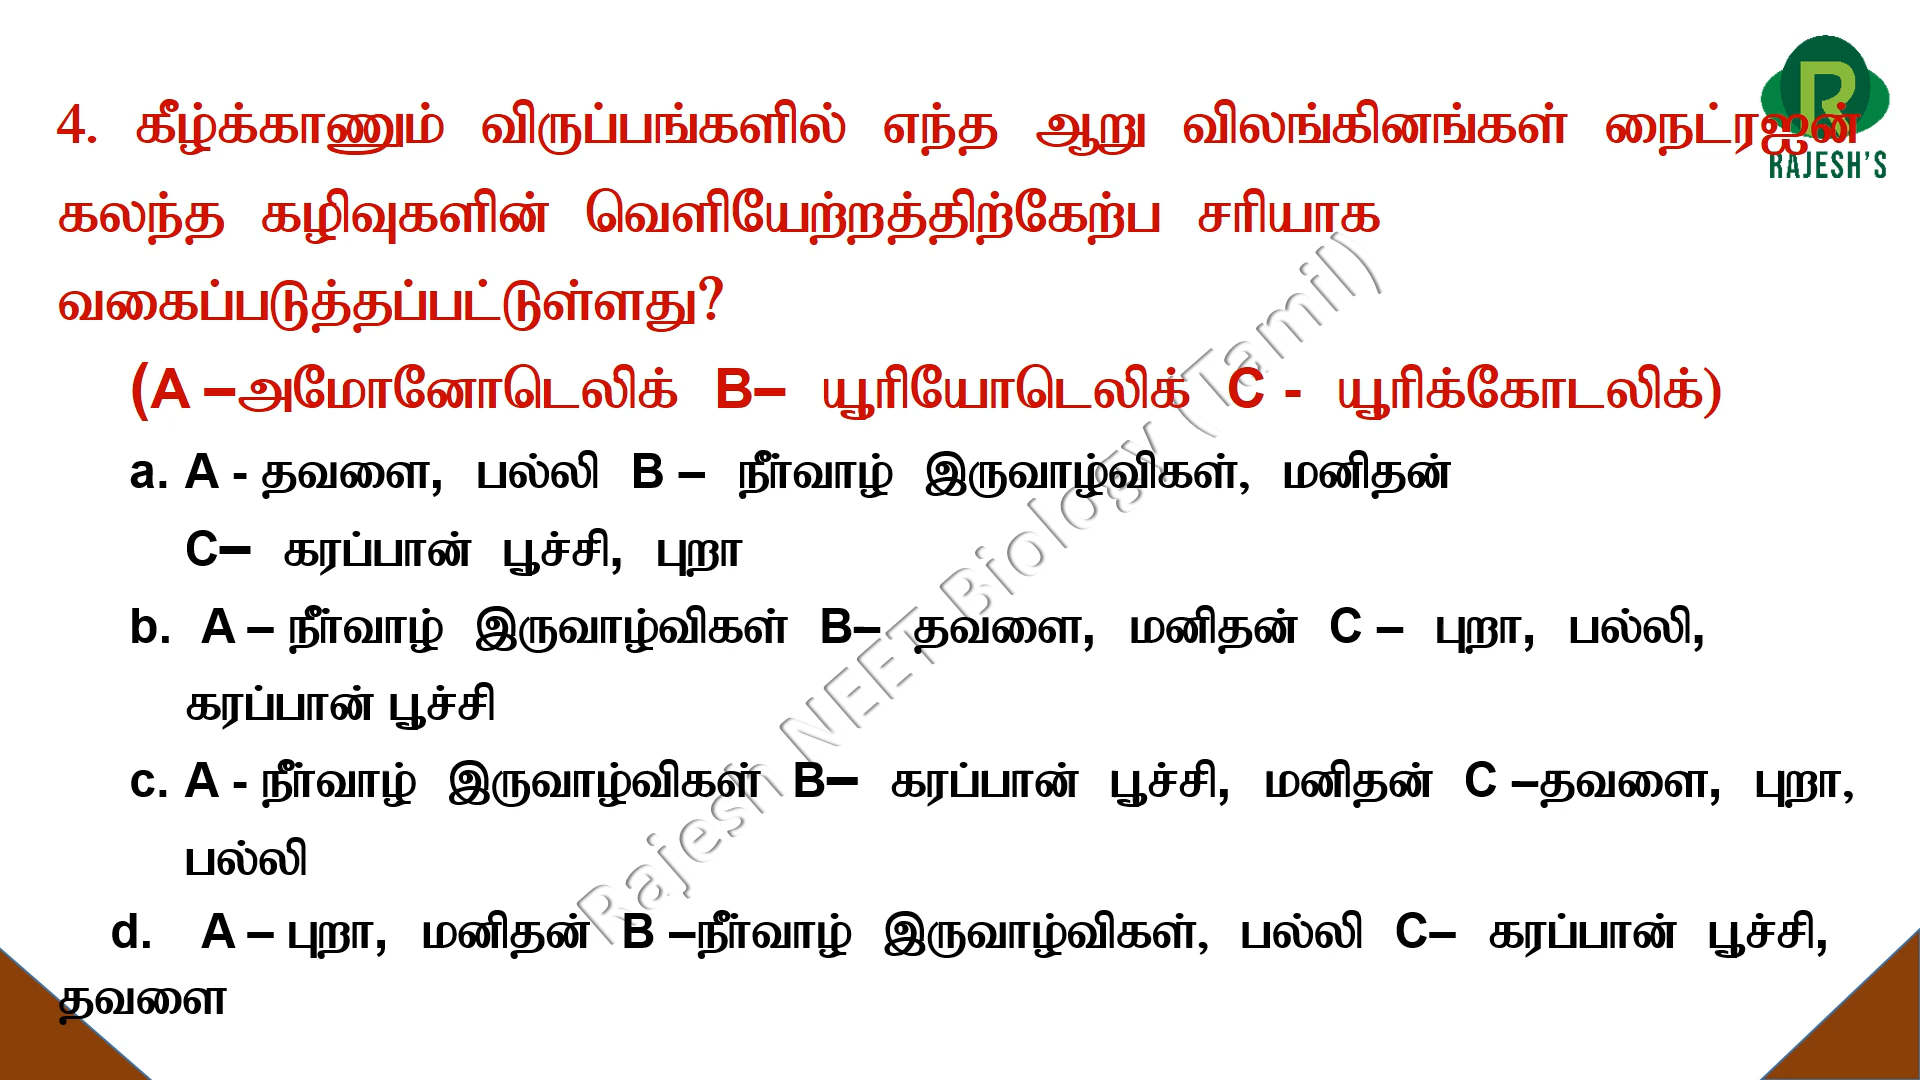 4. கீழ்க்காணும் விருப்பங்களில் எந்த ஆறு விலங்கினங்கள் நைட்ரஜன்
RAJESH'S
கலந்த கழிவுகளின் வெளியேற்றத்திற்கேற்ப சரியாக
வகைப்படுத்தப்பட்டுள்ளது?
(A –அமோனோடெலிக் B– யூரியோடெலிக் C - யூரிக்கோடலிக்)
a. A - தவளை, பல்லி B – நீர்வாழ் இருவாழ்விகள், மனிதன்
C– கரப்பான் பூச்சி, புறா
b. A – நீர்வாழ் இருவாழ்விகள் B– தவளை, மனிதன் C – புறா, பல்லி,
கரப்பான் பூச்சி
c. A - நீர்வாழ் இருவாழ்விகள் B– கரப்பான் பூச்சி, மனிதன் C –தவளை, புறா,
பல்லி
d. A – புறா, மனிதன் B –நீர்வாழ் இருவாழ்விகள், பல்லி C– கரப்பான் பூச்சி,
தவளை
Rajesh NEET Biology (Tamil)